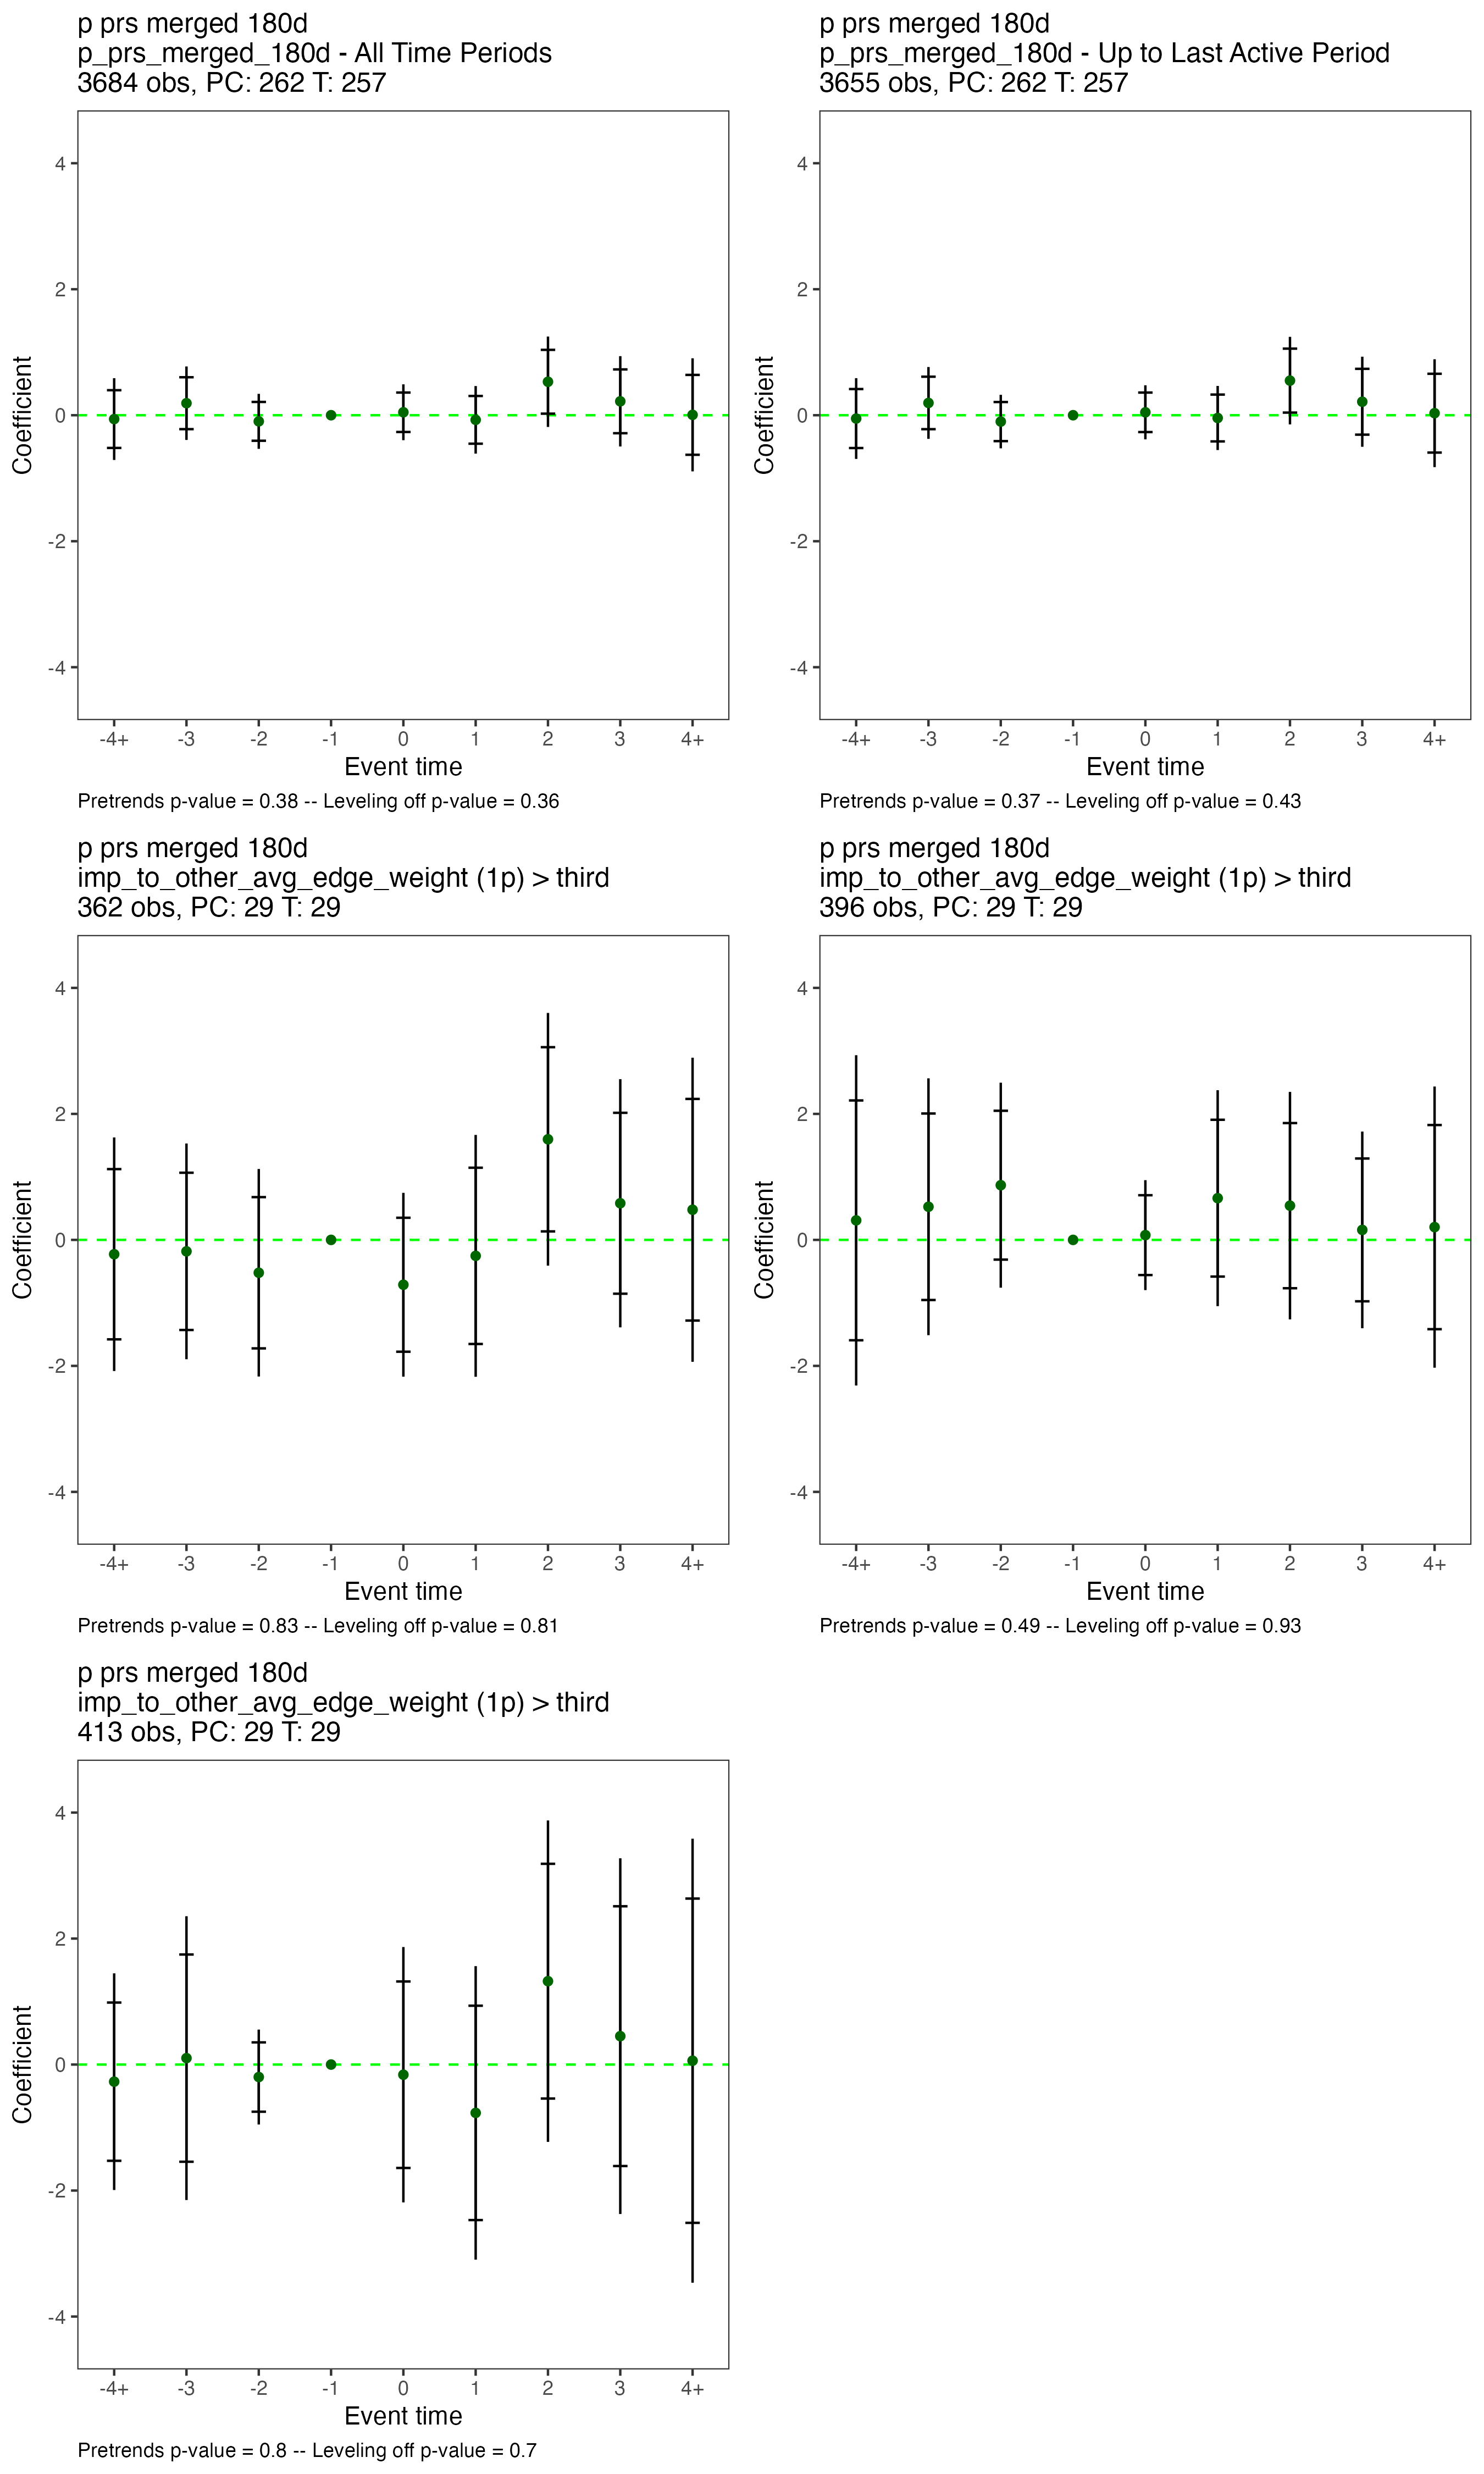 p prs merged 180d
p_prs_merged_180d - All Time Periods
3684 obs, PC: 262 T: 257
4
2
0
-2
-4
Coefficient
-4+ -3 -2 -1 0 1 2 3 4+
Event time
Pretrends p-value = 0.38 -- Leveling off p-value = 0.36
p prs merged 180d
p_prs_merged_180d - Up to Last Active Period
3655 obs, PC: 262 T: 257
4
2
0
-2
-4
Coefficient
-4+ -3 -2 -1 0 1 2 3 4+
Event time
Pretrends p-value = 0.37 -- Leveling off p-value = 0.43
p prs merged 180d
imp_to_other_avg_edge_weight (1p) > third
362 obs, PC: 29 T: 29
4
2
0
-2
-4
Coefficient
-4+ -3 -2 -1 0 1 2 3 4+
Event time
Pretrends p-value = 0.83 -- Leveling off p-value = 0.81
p prs merged 180d
imp_to_other_avg_edge_weight (1p) > third
396 obs, PC: 29 T: 29
4
2
0
-2
-4
Coefficient
-4+ -3 -2 -1 0 1 2 3 4+
Event time
Pretrends p-value = 0.49 -- Leveling off p-value = 0.93
p prs merged 180d
imp_to_other_avg_edge_weight (1p) > third
413 obs, PC: 29 T: 29
4
2
0
-2
-4
Coefficient
-4+ -3 -2 -1 0 1 2 3 4+
Event time
Pretrends p-value = 0.8 -- Leveling off p-value = 0.7